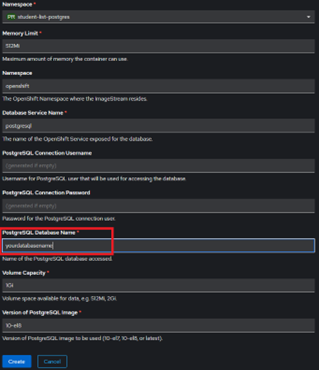 Namespace *
PR student-list-postgres
Memory Limit *
512Mi
Maximum amount of memory the container can use.
Namespace
openshift
The OpenShift Namespace where the ImageStream resides.
Database Service Name *
postgresql
The name of the OpenShift Service exposed for the database.
PostgreSQL Connection Username
(generated if empty)
Username for PostgreSQL user that will be used for accessing the database.
PostgreSQL Connection Password
(generated if empty)
Password for the PostgreSQL connection user.
PostgreSQL Database Name *
yourdatabasename
Name of the PostgreSQL database accessed.
Volume Capacity *
1Gi
Volume space available for data, e.g. 512Mi, 2Gi.
Version of PostgreSQL Image *
10-el8
Version of PostgreSQL image to be used (10-el7, 10-el8, or latest).
Create
Cancel